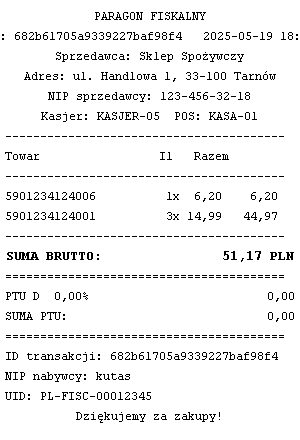 PARAGON FISKALNY
: 682b61705a9339227baf98f4 2025-05-19 18:
Sprzedawca: Sklep Spożywczy
Adres: ul. Handlowa 1, 33-100 Tarnów
NIP sprzedawcy: 123-456-32-18
Kasjer: KASJER-05 POS: KASA-01
----------------------------------------
Towar Il Razem
----------------------------------------
5901234124006 1x 6,20 6,20
5901234124001 3x 14,99 44,97
----------------------------------------
SUMA BRUTTO: 51,17 PLN
========================================
PTU D 0,00% 0,00
SUMA PTU: 0,00
========================================
ID transakcji: 682b61705a9339227baf98f4
NIP nabywcy: kutas
UID: PL-FISC-00012345
Dziękujemy za zakupy!